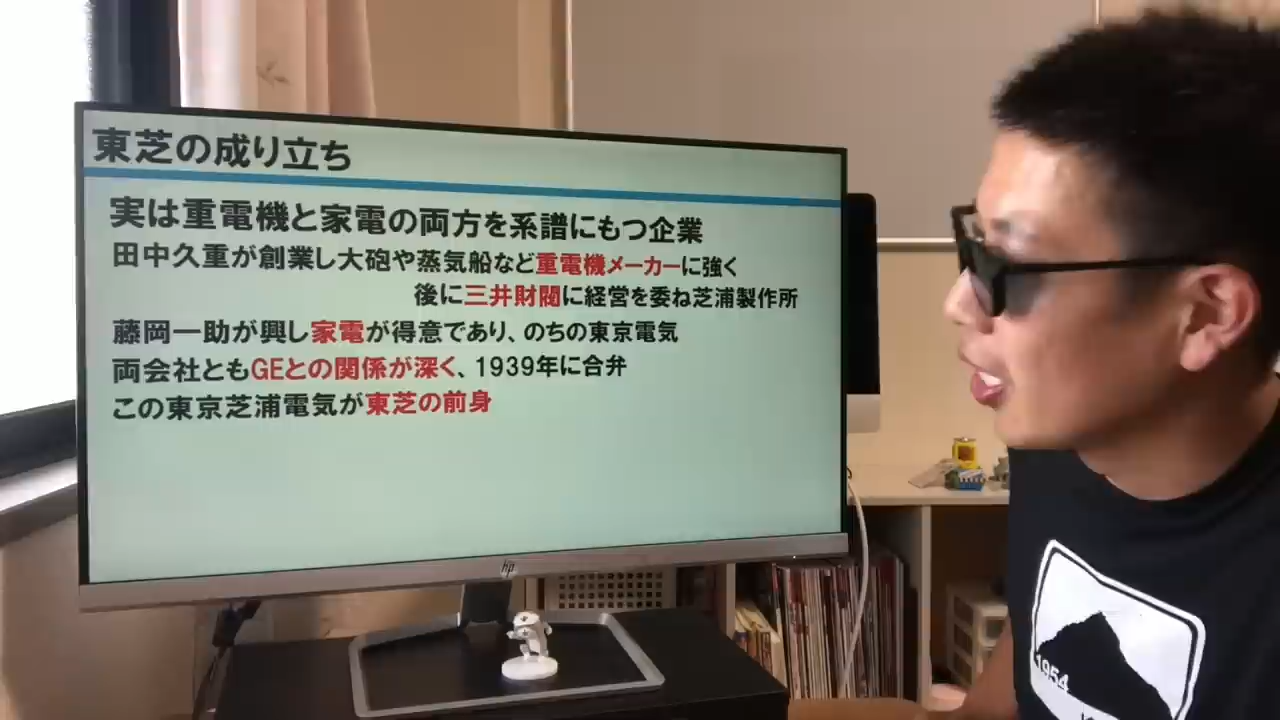 東芝の成り立ち
実は重電機と家電の両方を系譜にもつ企業
田中久重が創業し大砲や蒸気船など重電機メーカーに強く
後に三井財閥に経営を委ね芝浦製作所
藤岡一助が興し家電が得意であり、のちの東京電気
両会社ともGEとの関係が深く、1939年に合弁
この東京芝浦電気が東芝の前身
hp
1954